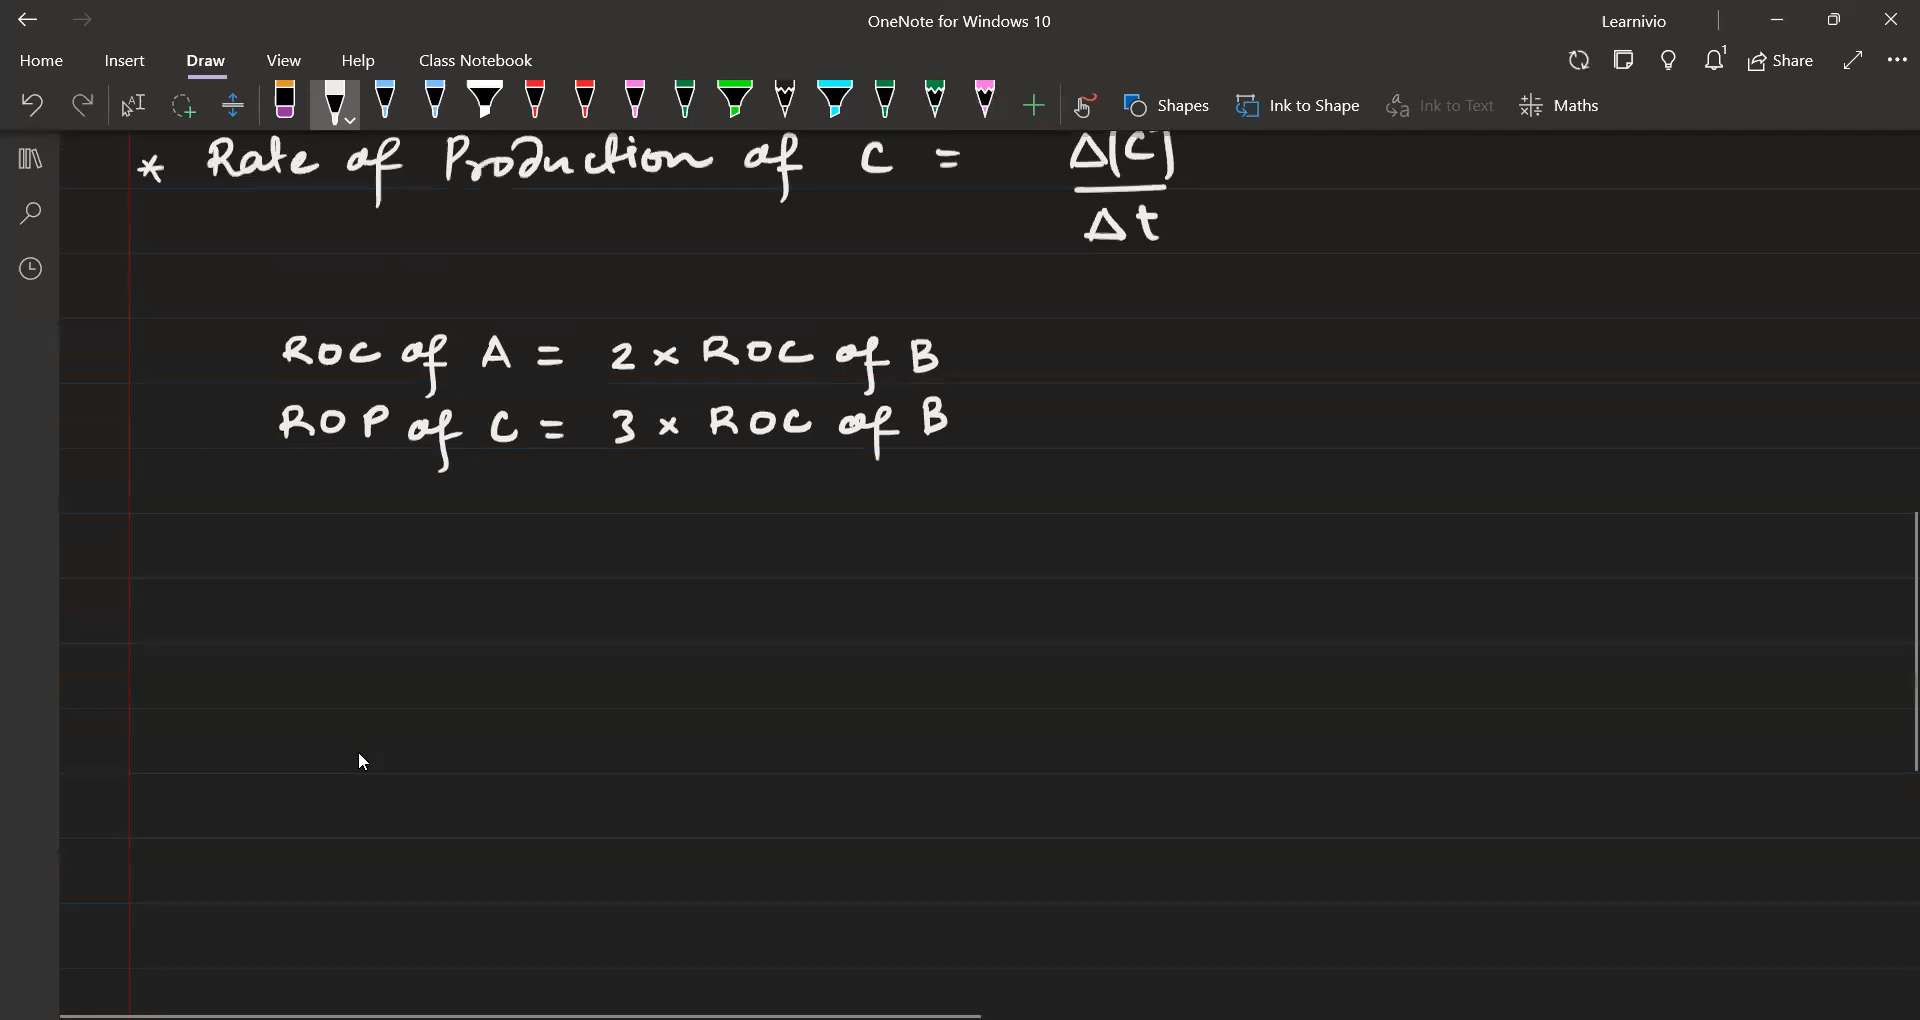 OneNote for Windows 10
Learnivio
Home Insert Draw View Help Class Notebook
1
Share
Shapes Ink to Shape Ink to Text Maths
* Rate of Production of C = Δ[C]
Δt
ROC of A = 2 × ROC of B
ROP of C = 3 × ROC of B